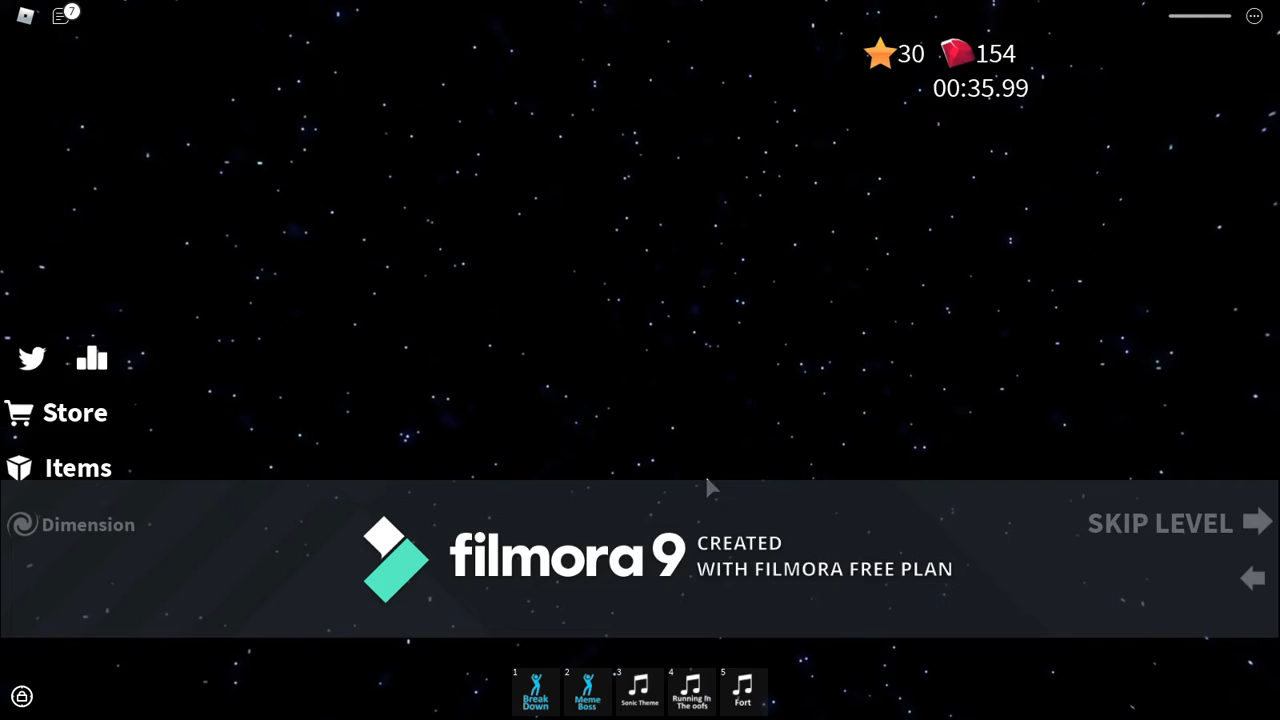 7
30 154
00:35.99
Store
Items
Dimension
SKIP LEVEL
filmora 9
CREATED
WITH FILMORA FREE PLAN
1 Break Down
2 Meme Boss
3 Sonic Theme
4 Running In The oofs
5 Fort